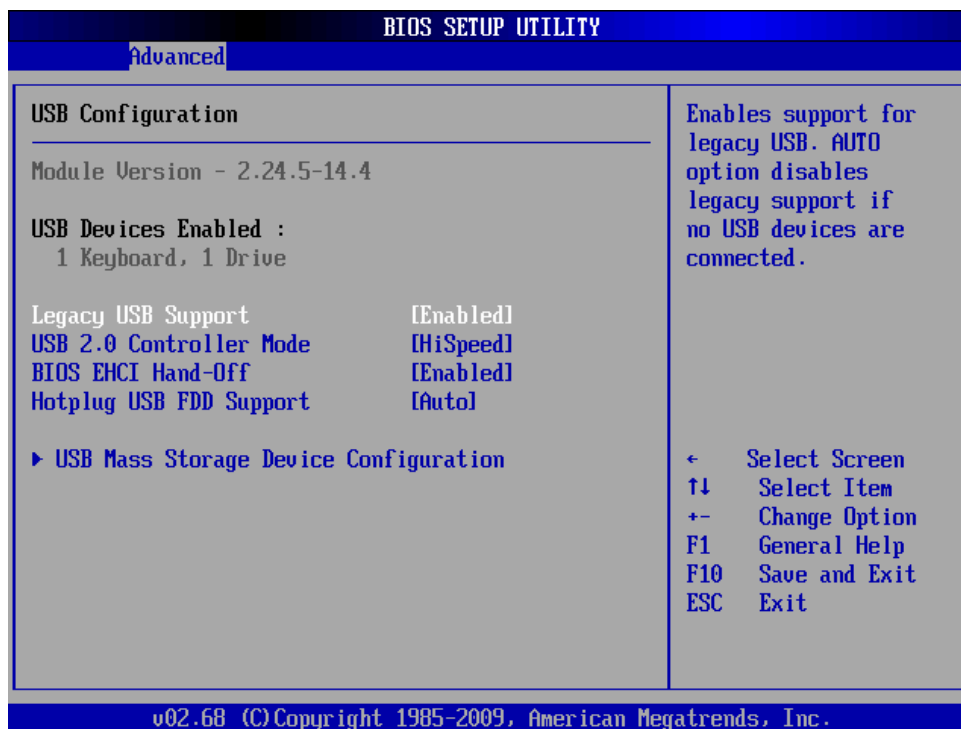 BIOS SETUP UTILITY
Advanced
USB Configuration
Module Version - 2.24.5-14.4
USB Devices Enabled :
1 Keyboard, 1 Drive
Legacy USB Support [Enabled]
USB 2.0 Controller Mode [HiSpeed]
BIOS EHCI Hand-Off [Enabled]
Hotplug USB FDD Support [Auto]
▶ USB Mass Storage Device Configuration
Enables support for
legacy USB. AUTO
option disables
legacy support if
no USB devices are
connected.
← Select Screen
↑↓ Select Item
+- Change Option
F1 General Help
F10 Save and Exit
ESC Exit
v02.68 (C)Copyright 1985-2009, American Megatrends, Inc.